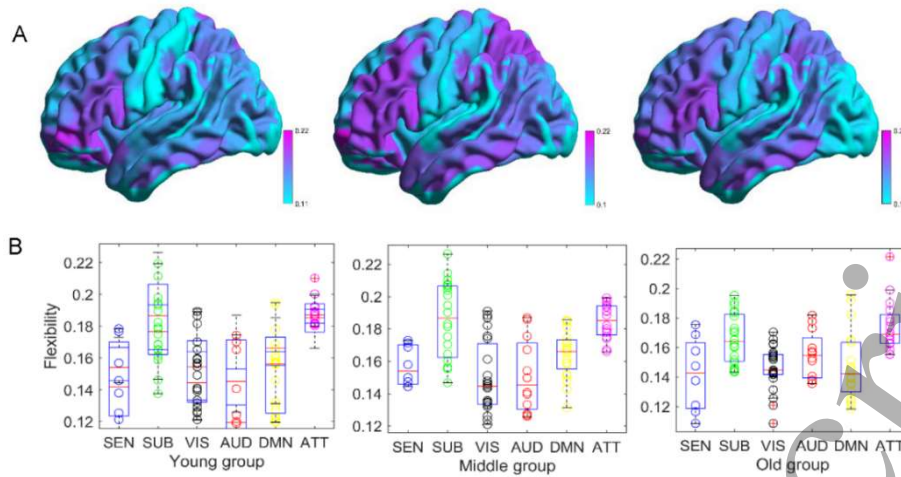 A
0.22
0.11
0.22
0.1
0.22
B
Flexibility
0.22
0.2
0.18
0.16
0.14
0.12
SEN SUB VIS AUD DMN ATT
Young group
0.22
0.2
0.18
0.16
0.14
0.12
SEN SUB VIS AUD DMN ATT
Middle group
0.22
0.2
0.18
0.16
0.14
0.12
SEN SUB VIS AUD DMN ATT
Old group